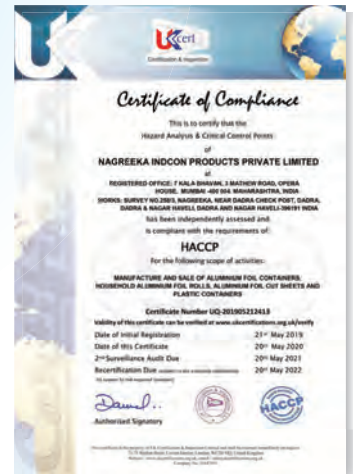 UKcert
Certification & Inspection
Certificate of Compliance
This is to certify that the
Hazard Analysis & Critical Control Points
of
NAGREEKA INDCON PRODUCTS PRIVATE LIMITED
at
REGISTERED OFFICE: 7 KALA BHAVAN, 3 MATHEW ROAD, OPERA
HOUSE, MUMBAI -400 004 MAHARASHTRA, INDIA
WORKS: SURVEY NO.258/3, NAGREEKA, NEAR DADRA CHECK POST, DADRA,
DADRA & NAGAR HAVELI, DADRA AND NAGAR HAVELI-396191 INDIA
has been independently assessed and
is compliant with the requirements of:
HACCP
For the following scope of activities:
MANUFACTURE AND SALE OF ALUMINIUM FOIL CONTAINERS,
HOUSEHOLD ALUMINIUM FOIL ROLLS, ALUMINIUM FOIL CUT SHEETS AND
PLASTIC CONTAINERS
Certificate Number UQ-201905212413
Validity of this certificate can be verified at www.ukcertifications.org.uk/verify
Date of Initial Registration 21st May 2019
Date of this Certificate 20th May 2020
2nd Surveillance Audit Due 20th May 2021
Recertification Due 20th May 2022
HACCP
Authorised Signatory